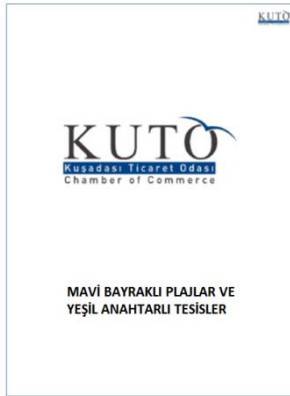 KUTO
KUTO
Kuşadası Ticaret Odası
Chamber of Commerce
MAVİ BAYRAKLI PLAJLAR VE
YEŞİL ANAHTARLI TESİSLER